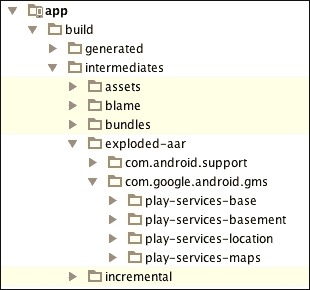 app
build
generated
intermediates
assets
blame
bundles
exploded-aar
com.android.support
com.google.android.gms
play-services-base
play-services-basement
play-services-location
play-services-maps
incremental